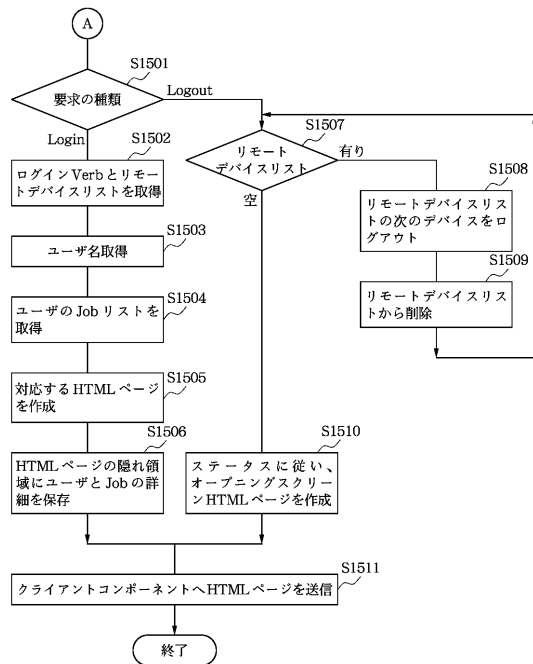 A
S1501
要求の種類
Logout
Login
S1502
ログインVerbとリモー
トデバイスリストを取得
S1503
ユーザ名取得
S1504
ユーザのJobリストを
取得
S1505
対応するHTMLページ
を作成
S1506
HTMLページの隠れ領
域にユーザとJobの詳
細を保存
S1507
リモート
デバイスリスト
有り
空
S1508
リモートデバイスリス
トの次のデバイスをロ
グアウト
S1509
リモートデバイスリス
トから削除
S1510
ステータスに従い、
オープニングスクリー
ンHTMLページを作成
S1511
クライアントコンポーネントへHTMLページを送信
終了